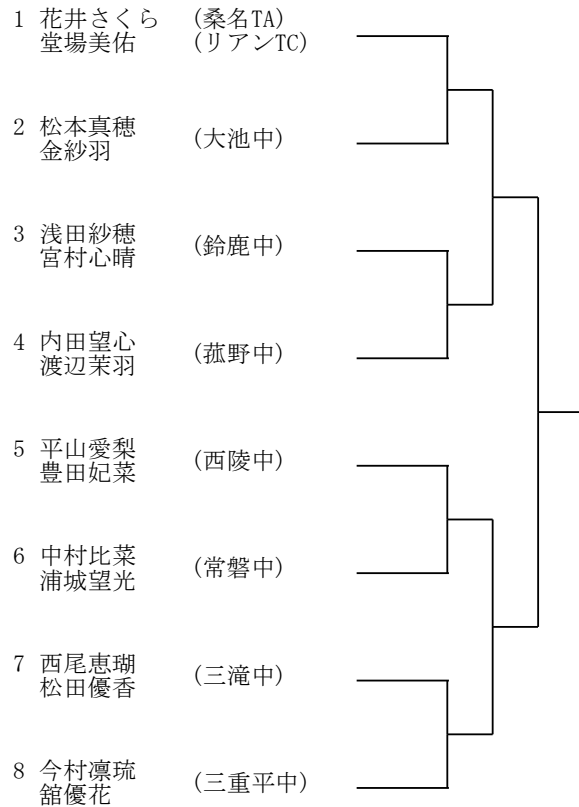 1 花井さくら (桑名TA)
堂場美佑 (リアンTC)
2 松本真穂
金紗羽 (大池中)
3 浅田紗穂
宮村心晴 (鈴鹿中)
4 内田望心
渡辺茉羽 (菰野中)
5 平山愛梨
豊田妃菜 (西陵中)
6 中村比菜
浦城望光 (常磐中)
7 西尾恵瑚
松田優香 (三滝中)
8 今村凛琉
舘優花 (三重平中)